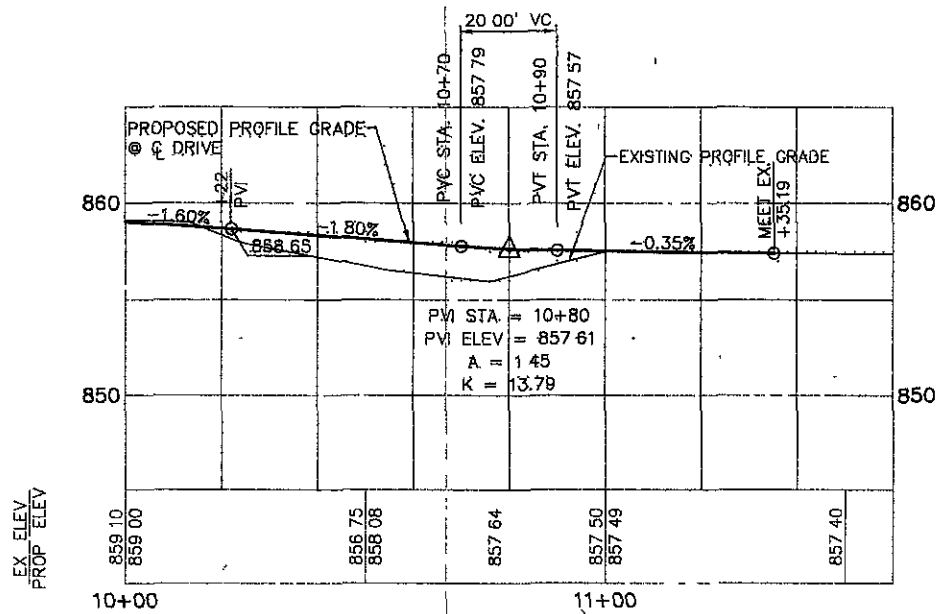 20 00' VC
PVC STA. 10+70
PVC ELEV. 857 79
PVT STA. 10+90
PVT ELEV. 857 57
PROPOSED PROFILE GRADE
@ ℄ DRIVE
EXISTING PROFILE GRADE
+22
PVI
MEET EX.
+35.19
860
860
-1.60%
-1.80%
-0.35%
858.65
PVI STA. = 10+80
PVI ELEV = 857 61
A = 1 45
K = 13.79
850
850
EX ELEV
PROP ELEV
859 10
859 00
856 75
858 08
857 64
857 50
857 49
857 40
10+00
11+00